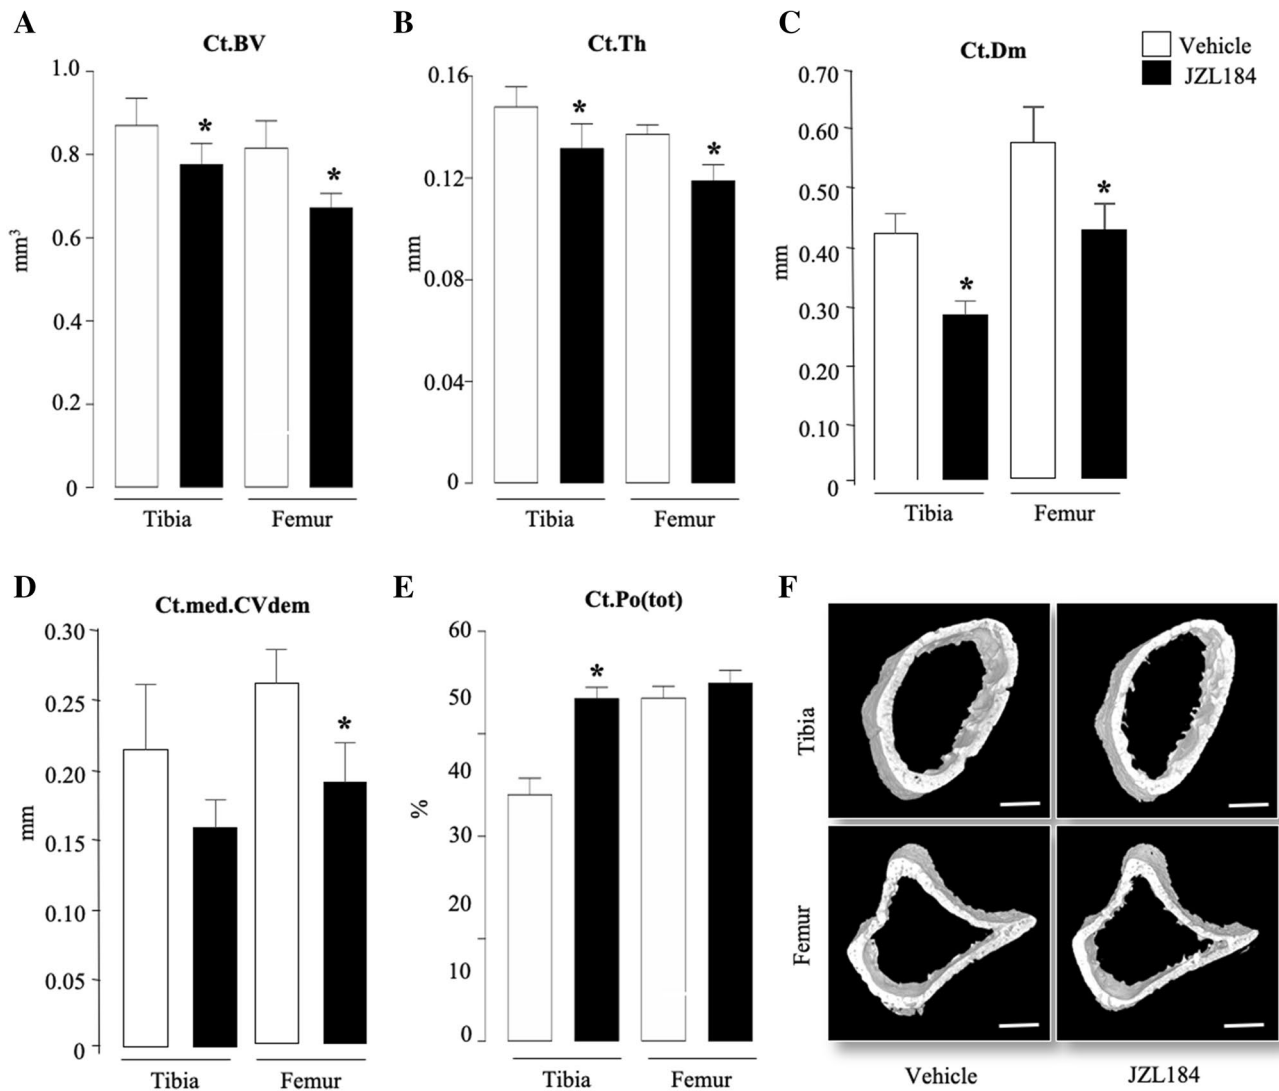 A
Ct.BV
1.0
0.8
0.6
0.4
0.2
0
mm³
*
*
Tibia
Femur
B
Ct.Th
0.16
0.12
0.08
0.04
0
mm
*
*
Tibia
Femur
C
Ct.Dm
0.70
0.60
0.50
0.40
0.30
0.20
0.10
0
mm
*
*
Tibia
Femur
Vehicle
JZL184
D
Ct.med.CVdem
0.30
0.25
0.20
0.15
0.10
0.05
0
mm
*
Tibia
Femur
E
Ct.Po(tot)
60
50
40
30
20
10
0
%
*
Tibia
Femur
F
Tibia
Femur
Vehicle
JZL184